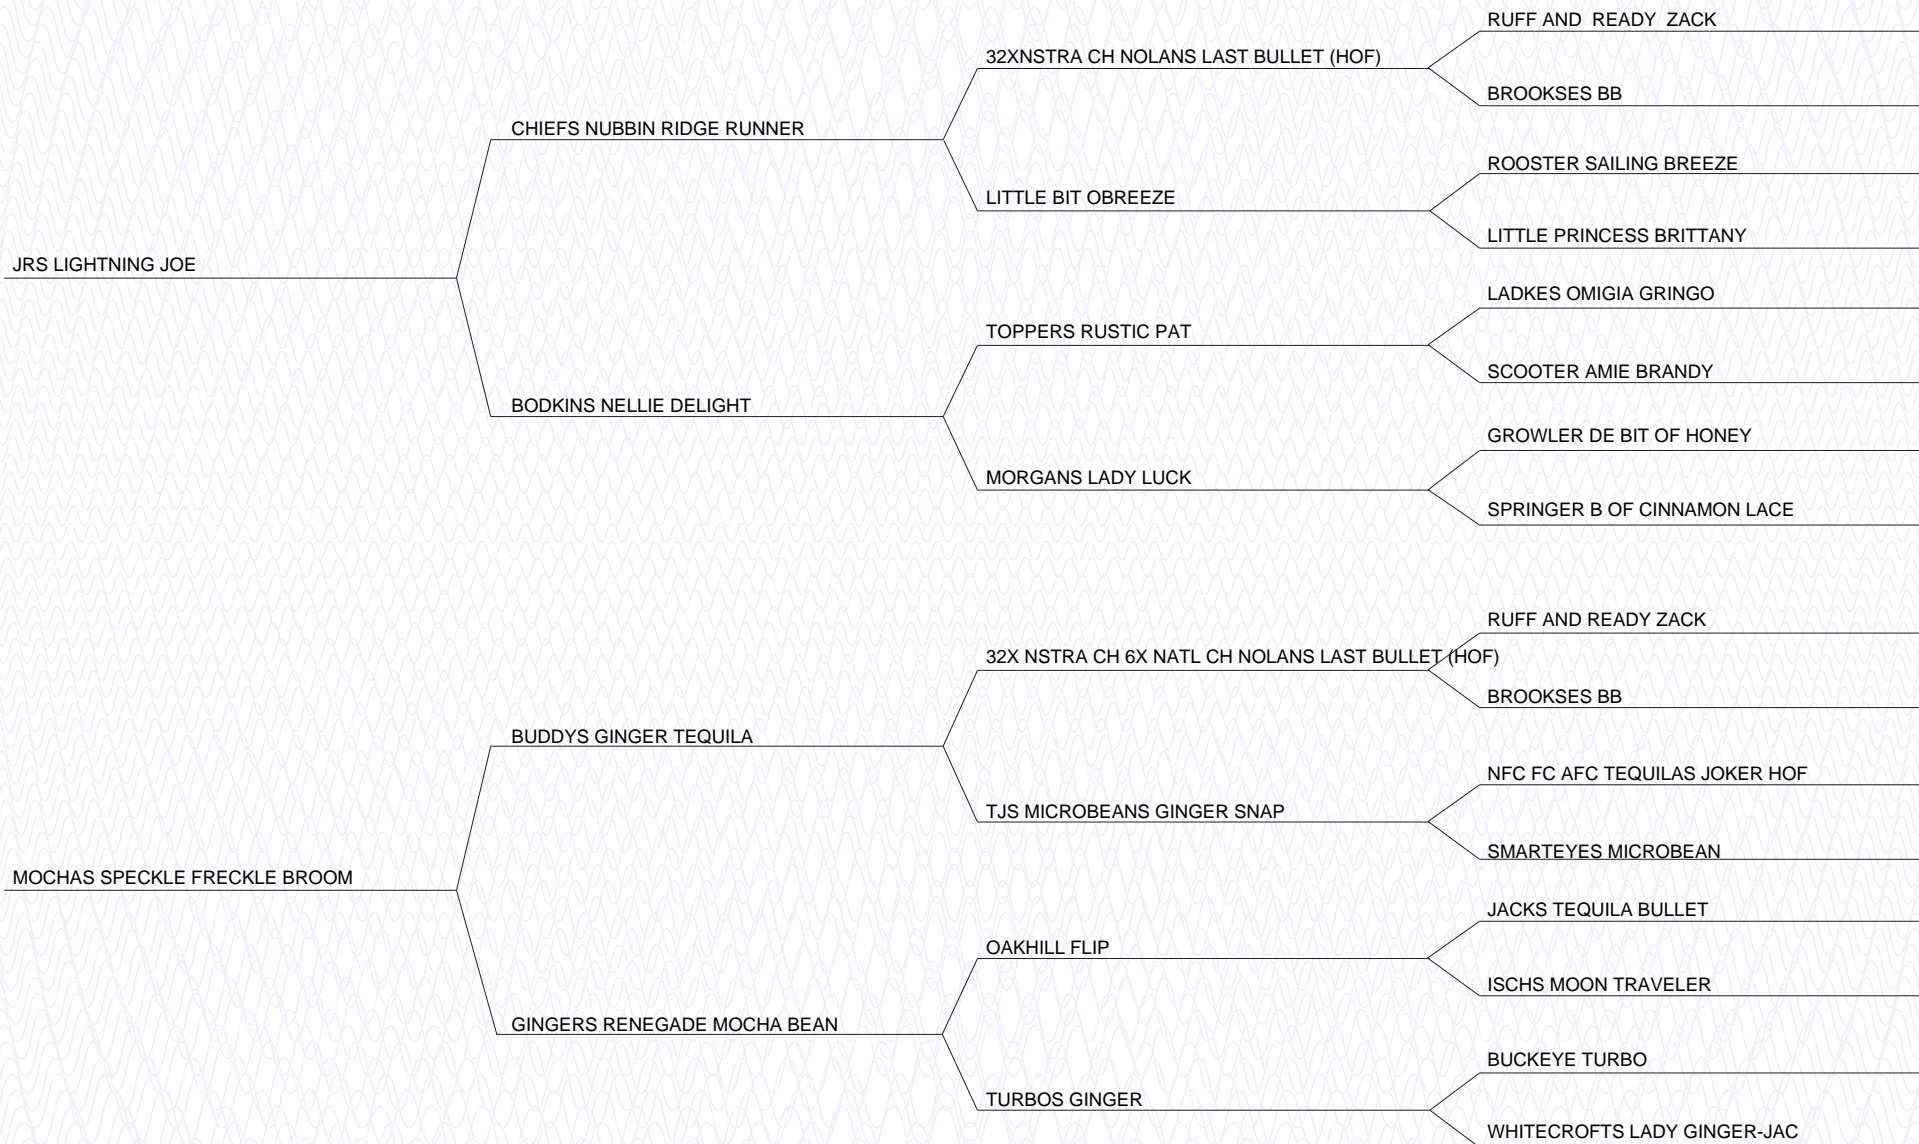 RUFF AND  READY  ZACK
32XNSTRA CH NOLANS LAST BULLET (HOF)
BROOKSES BB
CHIEFS NUBBIN RIDGE RUNNER
ROOSTER SAILING BREEZE
LITTLE BIT OBREEZE
LITTLE PRINCESS BRITTANY
JRS LIGHTNING JOE
LADKES OMIGIA GRINGO
TOPPERS RUSTIC PAT
SCOOTER AMIE BRANDY
BODKINS NELLIE DELIGHT
GROWLER DE BIT OF HONEY
MORGANS LADY LUCK
SPRINGER B OF CINNAMON LACE
RUFF AND READY ZACK
32X NSTRA CH 6X NATL CH NOLANS LAST BULLET (HOF)
BROOKSES BB
BUDDYS GINGER TEQUILA
NFC FC AFC TEQUILAS JOKER HOF
TJS MICROBEANS GINGER SNAP
SMARTEYES MICROBEAN
MOCHAS SPECKLE FRECKLE BROOM
JACKS TEQUILA BULLET
OAKHILL FLIP
ISCHS MOON TRAVELER
GINGERS RENEGADE MOCHA BEAN
BUCKEYE TURBO
TURBOS GINGER
WHITECROFTS LADY GINGER-JAC